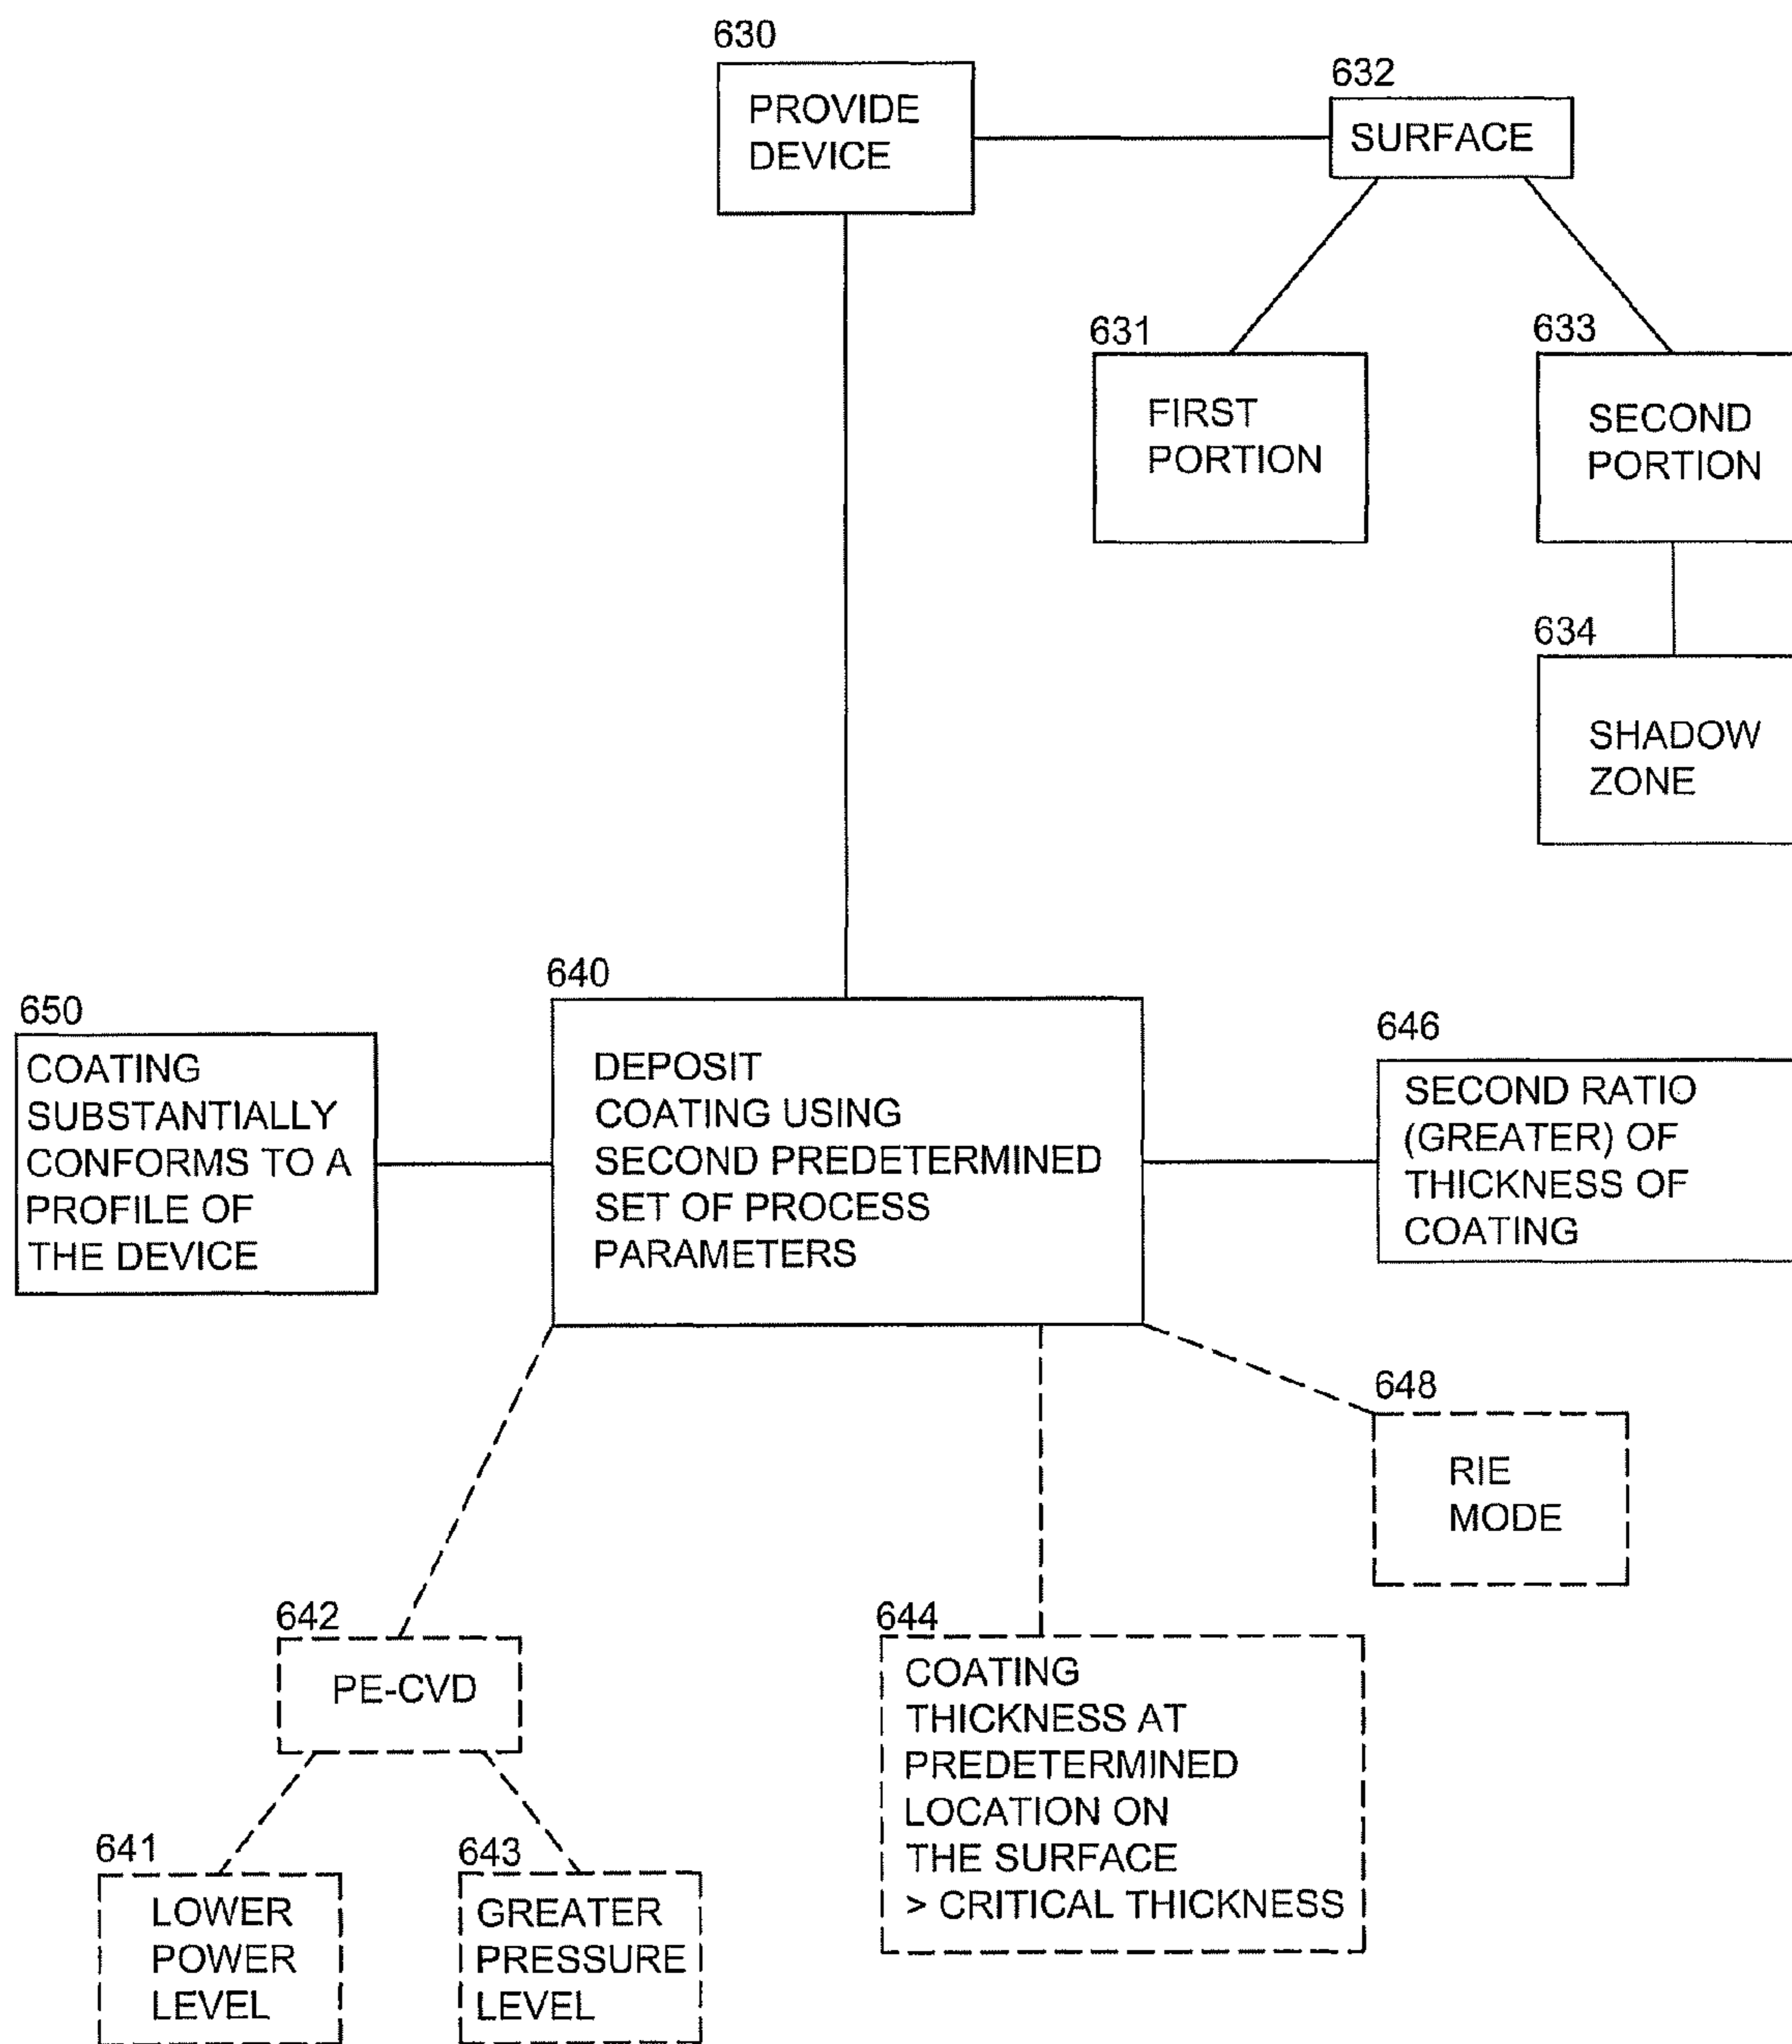 630
PROVIDE
DEVICE
632
SURFACE
631
FIRST
PORTION
633
SECOND
PORTION
634
SHADOW
ZONE
650
COATING
SUBSTANTIALLY
CONFORMS TO A
PROFILE OF
THE DEVICE
640
DEPOSIT
COATING USING
SECOND PREDETERMINED
SET OF PROCESS
PARAMETERS
646
SECOND RATIO
(GREATER) OF
THICKNESS OF
COATING
648
RIE
MODE
642
PE-CVD
644
COATING
THICKNESS AT
PREDETERMINED
LOCATION ON
THE SURFACE
> CRITICAL THICKNESS
641
LOWER
POWER
LEVEL
643
GREATER
PRESSURE
LEVEL